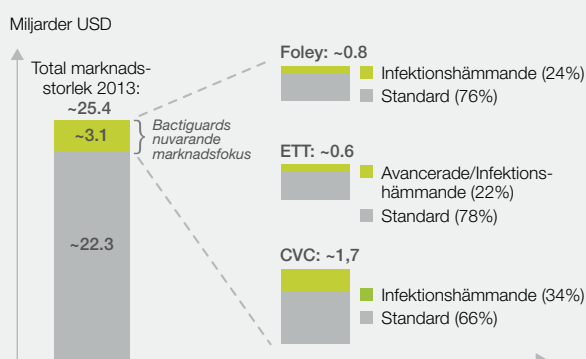 Miljarder USD
Total marknads-
storlek 2013:
~25.4
~3.1
Bactiguards
nuvarande
marknadsfokus
~22.3
Foley: ~0.8
Infektionshämmande (24%)
Standard (76%)
ETT: ~0.6
Avancerade/Infektions-
hämmande (22%)
Standard (78%)
CVC: ~1,7
Infektionshämmande (34%)
Standard (66%)